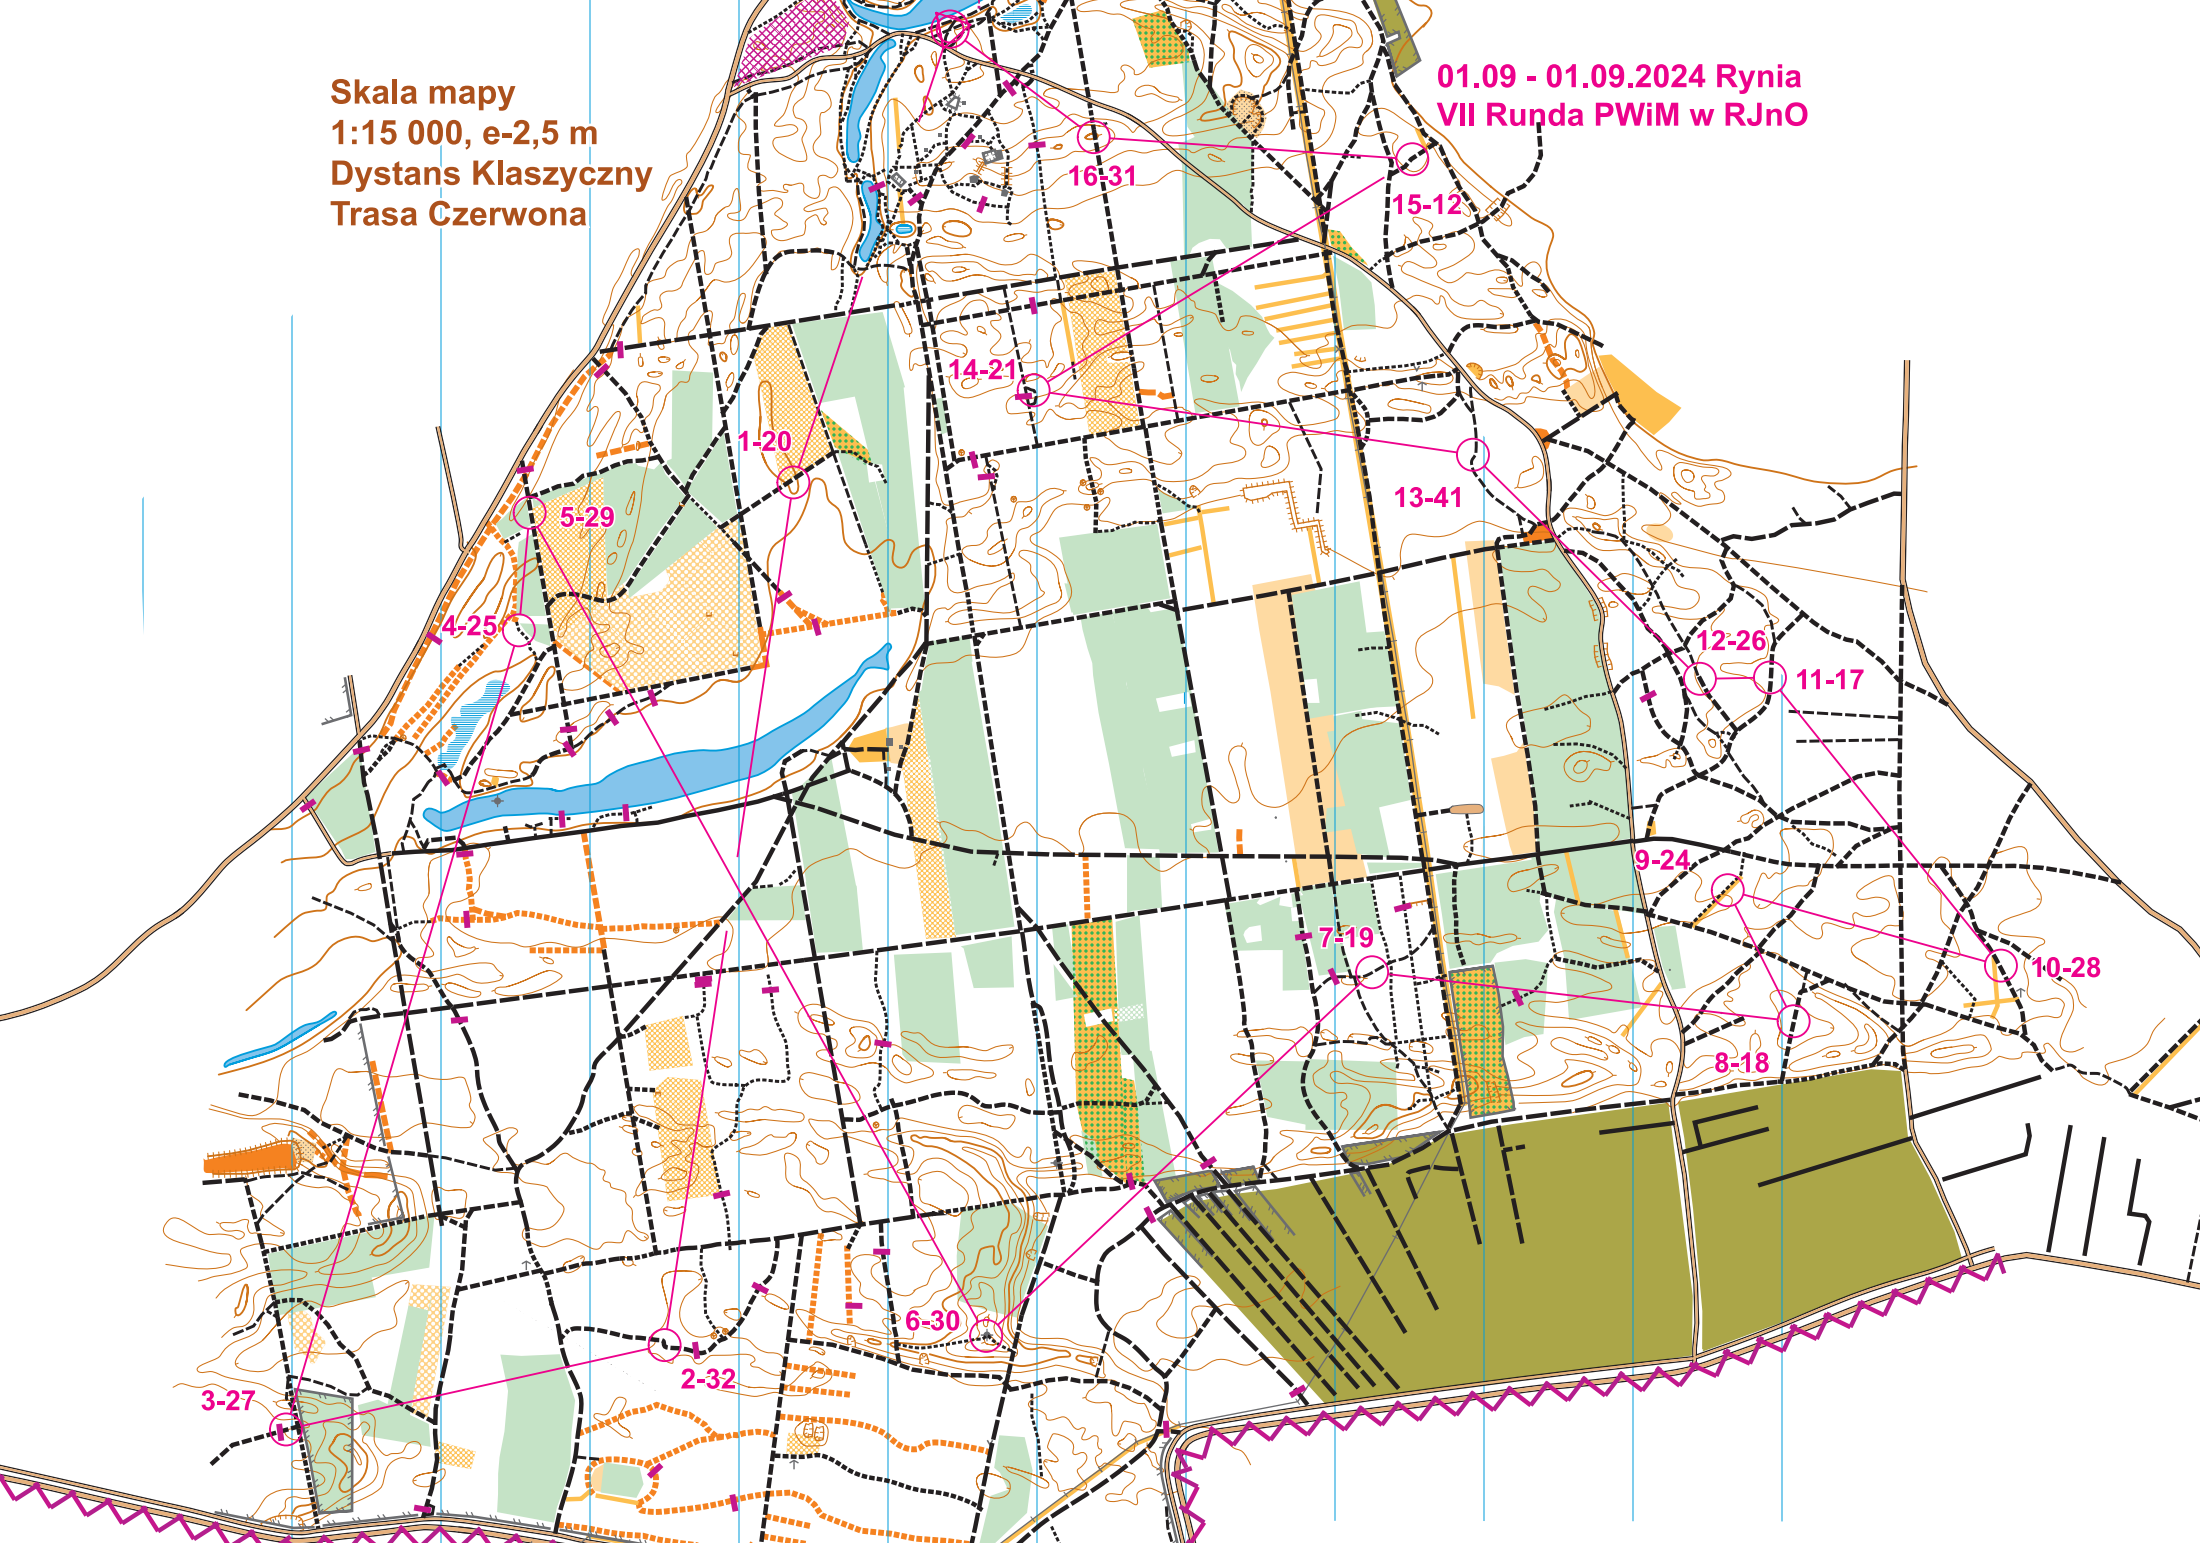 Skala mapy
1:15 000, e-2,5 m
Dystans Klaszyczny
Trasa Czerwona
01.09 - 01.09.2024 Rynia
VII Runda PWiM w RJnO
16-31
15-12
14-21
1-20
13-41
5-29
4-25
12-26
11-17
9-24
7-19
10-28
8-18
6-30
2-32
3-27